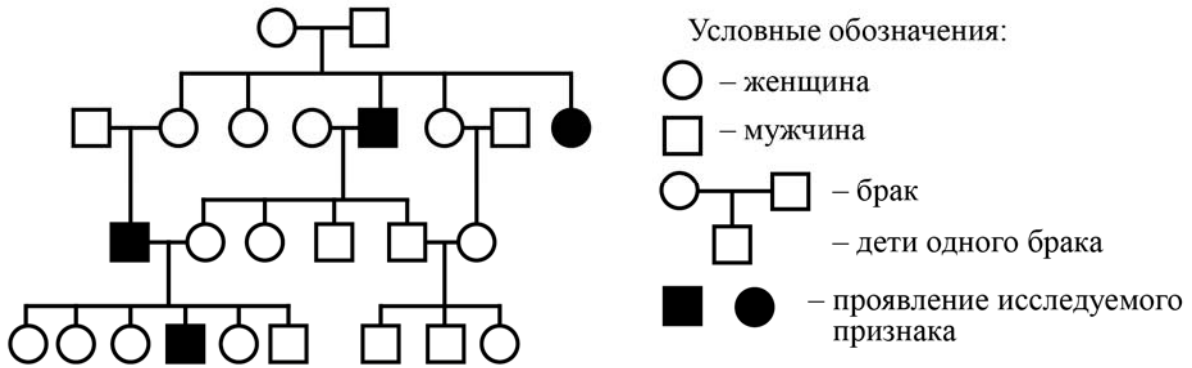 Условные обозначения:
– женщина
– мужчина
– брак
– дети одного брака
– проявление исследуемого
признака